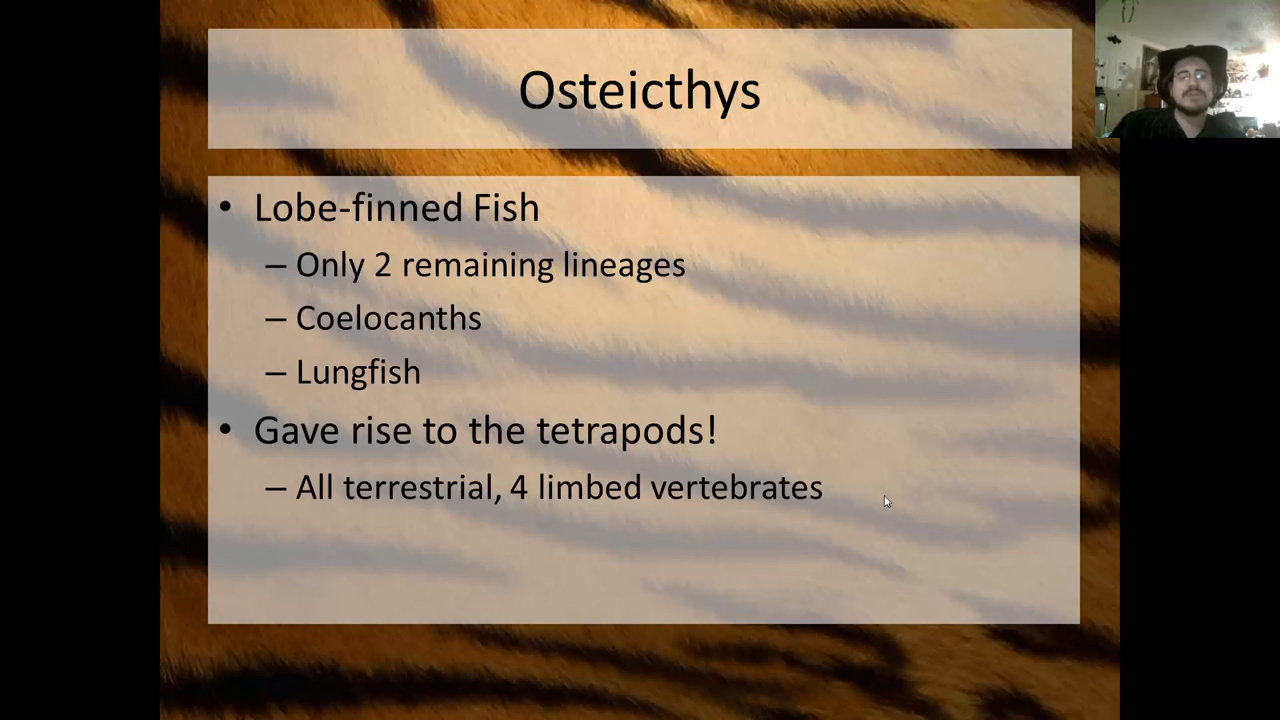 Osteicthys
• Lobe-finned Fish
– Only 2 remaining lineages
– Coelocanths
– Lungfish
• Gave rise to the tetrapods!
– All terrestrial, 4 limbed vertebrates